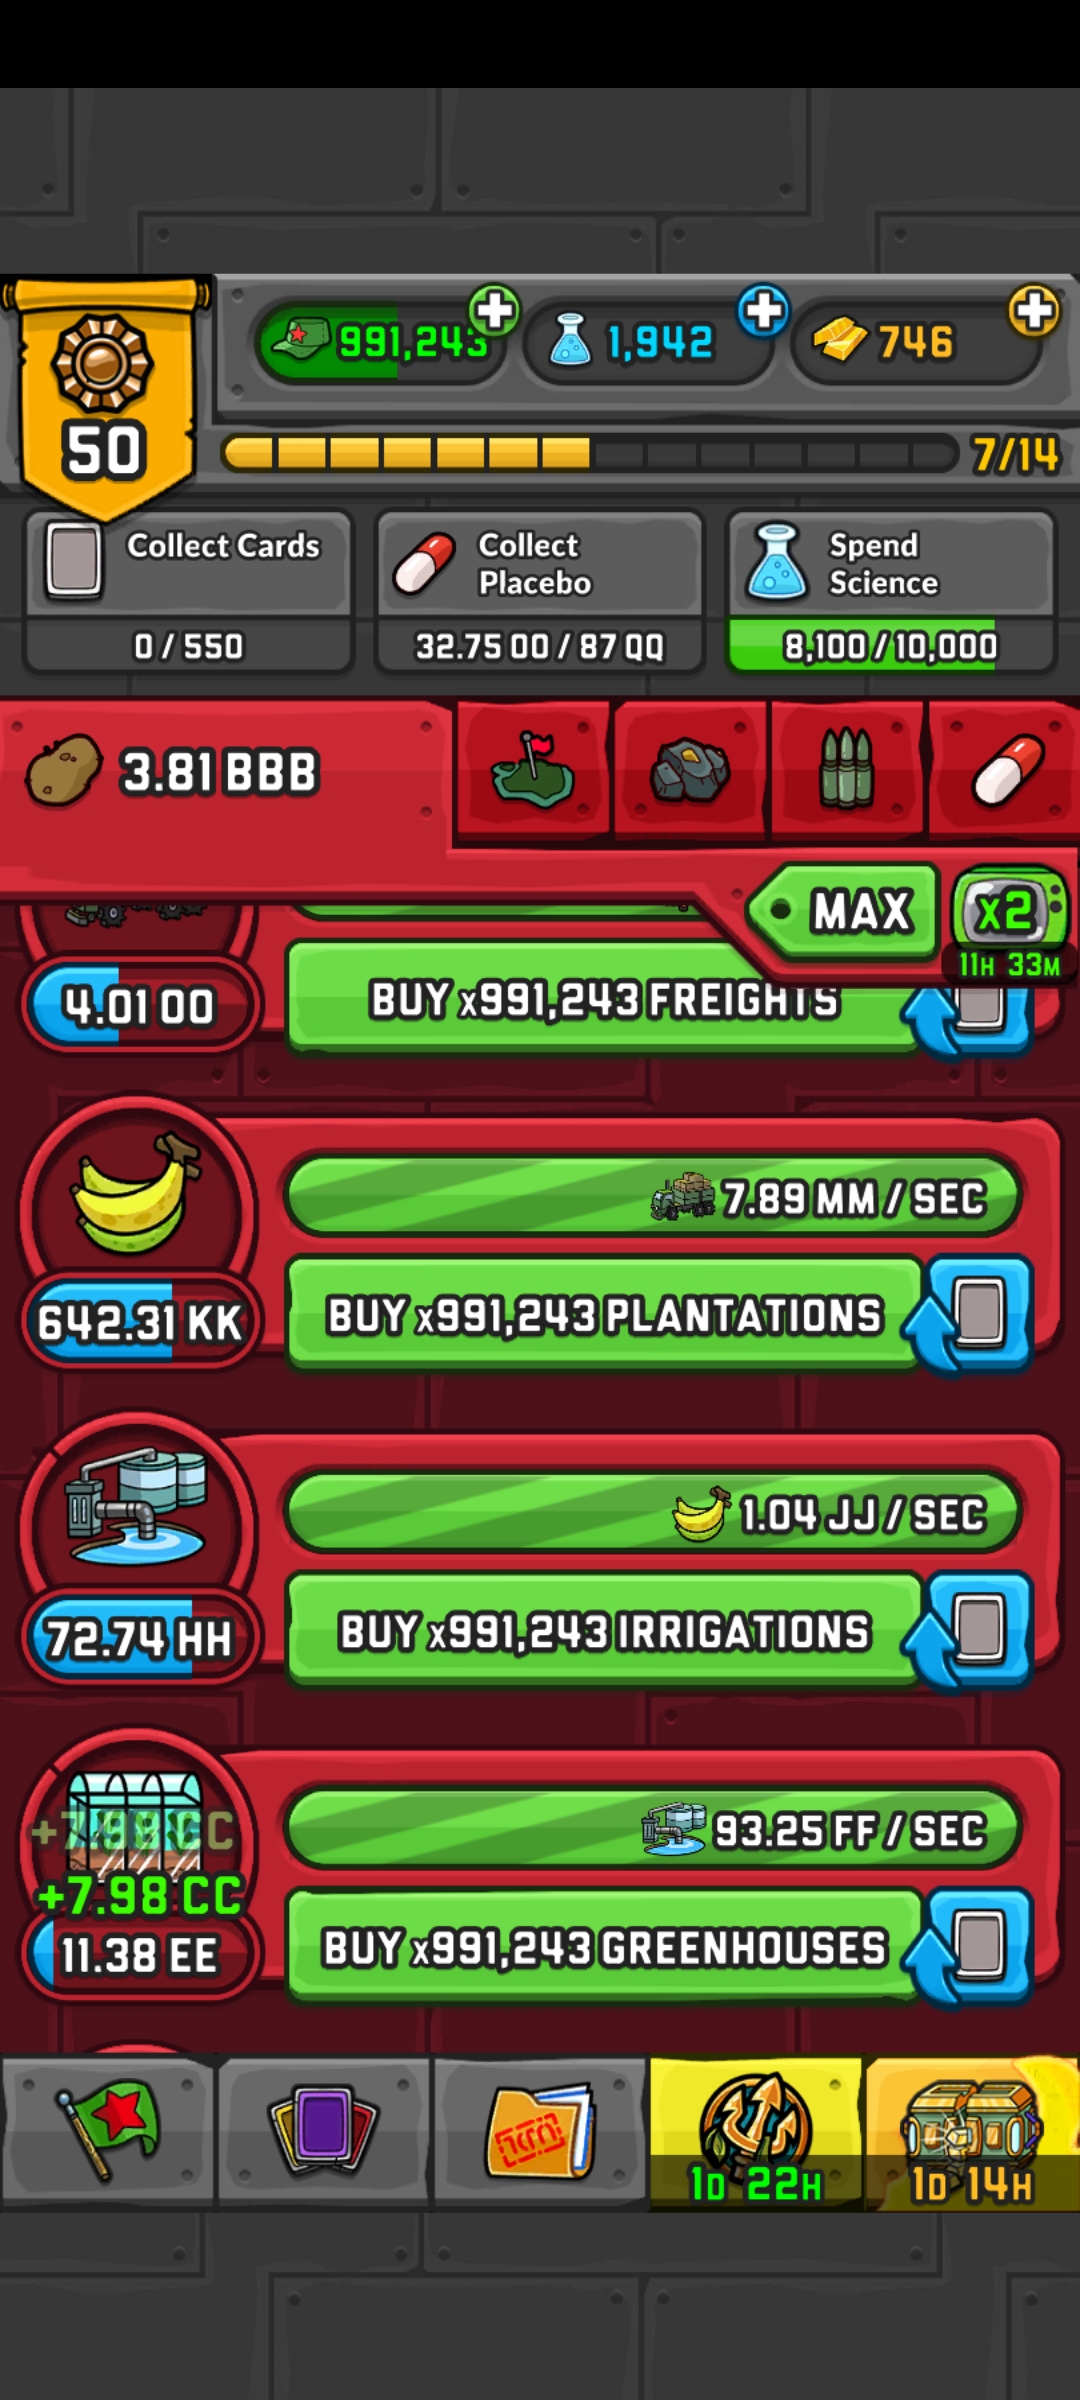 991,243
1,942
746
50
7/14
Collect Cards
0 / 550
Collect
Placebo
32.75 OO / 87 QQ
Spend
Science
8,100 / 10,000
3.81 BBB
MAX
x2
11H 33M
4.01 OO
BUY x991,243 FREIGHTS
7.89 MM / SEC
642.31 KK
BUY x991,243 PLANTATIONS
1.04 JJ / SEC
72.74 HH
BUY x991,243 IRRIGATIONS
+7.98 CC
+7.98 CC
93.25 FF / SEC
11.38 EE
BUY x991,243 GREENHOUSES
1D 22H
1D 14H